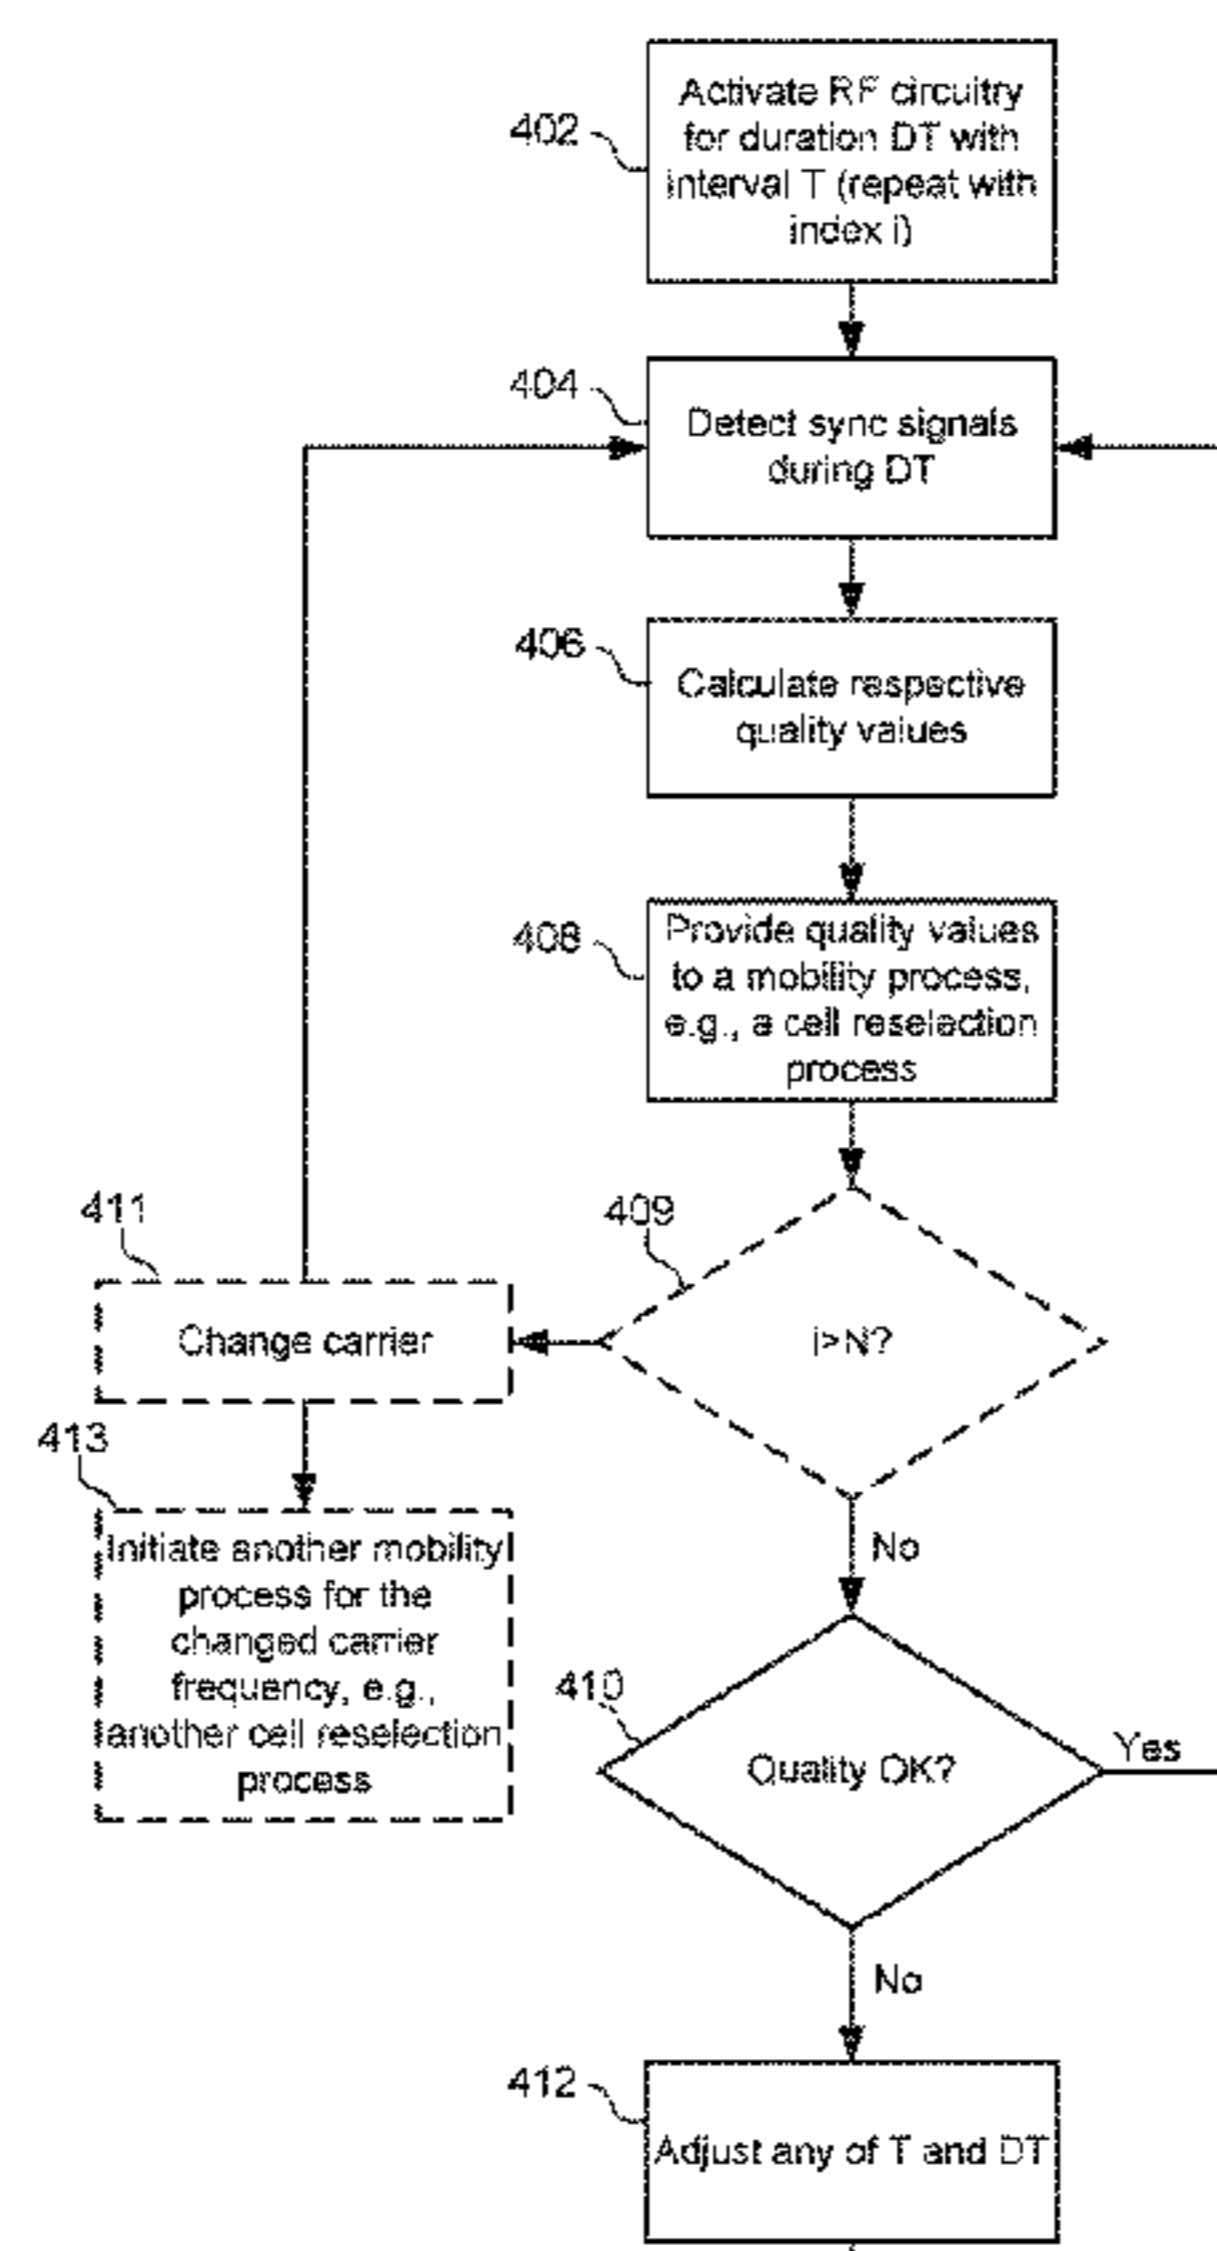 402
Activate RF circuitry
for duration DT with
interval T (repeat with
index i)
404
Detect sync signals
during DT
406
Calculate respective
quality values
408
Provide quality values
to a mobility process,
e.g., a cell reselection
process
411
409
Change carrier
i>N?
413
No
Initiate another mobility
process for the
changed carrier
frequency, e.g.,
another cell reselection
process
410
Quality OK?
Yes
No
412
Adjust any of T and DT